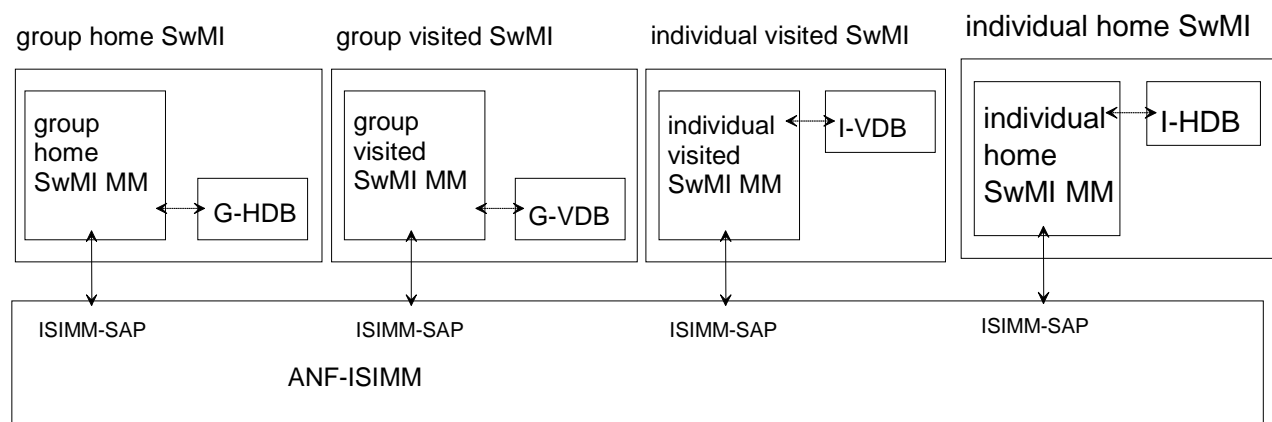 group home SwMI
group visited SwMI
individual visited SwMI
individual home SwMI
group
home
SwMI MM
G-HDB
group
visited
SwMI MM
G-VDB
individual
visited
SwMI MM
I-VDB
individual
home
SwMI MM
I-HDB
ISIMM-SAP
ISIMM-SAP
ISIMM-SAP
ISIMM-SAP
ANF-ISIMM